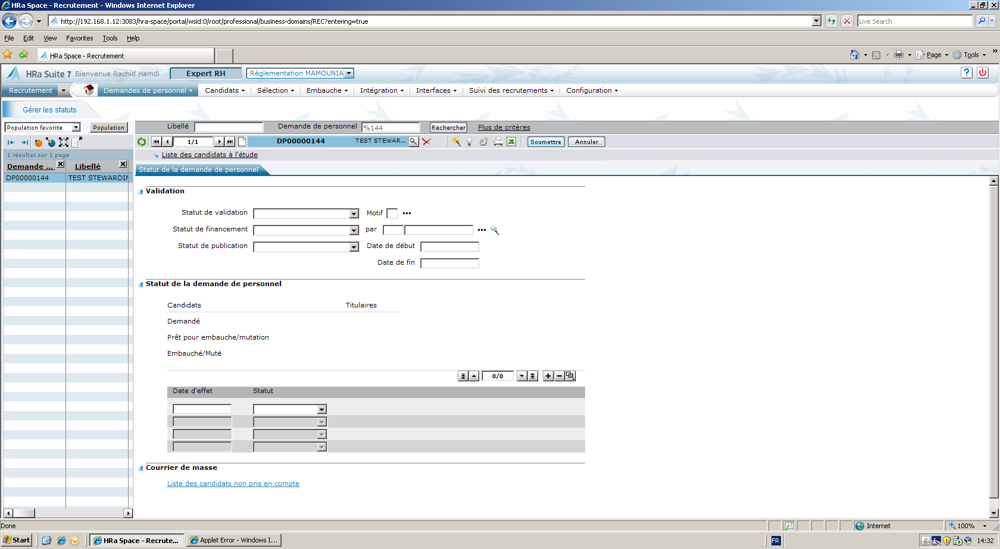 HRa Space - Recrutement - Windows Internet Explorer
http://192.168.1.12:3083/hra-space/portal/wsid:0/root/professional/business-domains/REC?entering=true
Live Search
File Edit View Favorites Tools Help
HRa Space - Recrutement
Page Tools »
HRa Suite 7 Bienvenue Rachid Hamdi Expert RH Règlementation MAMOUNIA
?
Recrutement Demandes de personnel Candidats Sélection Embauche Intégration Interfaces Suivi des recrutements Configuration
Gérer les statuts
Population favorite Population
Libellé Demande de personnel %144 Rechercher Plus de critères
1/1 DP00000144 TEST STEWAR... Soumettre Annuler
1 résultat sur 1 page
Liste des candidats à l'étude
Demande ... Libellé
DP00000144 TEST STEWARDIN
Statut de la demande de personnel
Validation
Statut de validation Motif
Statut de financement par
Statut de publication Date de début
Date de fin
Statut de la demande de personnel
Candidats Titulaires
Demandé
Prêt pour embauche/mutation
Embauché/Muté
0/0
Date d'effet Statut
Courrier de masse
Liste des candidats non pris en compte
Done Internet 100%
Start HRa Space - Recrute... Applet Error - Windows I... FR 14:32